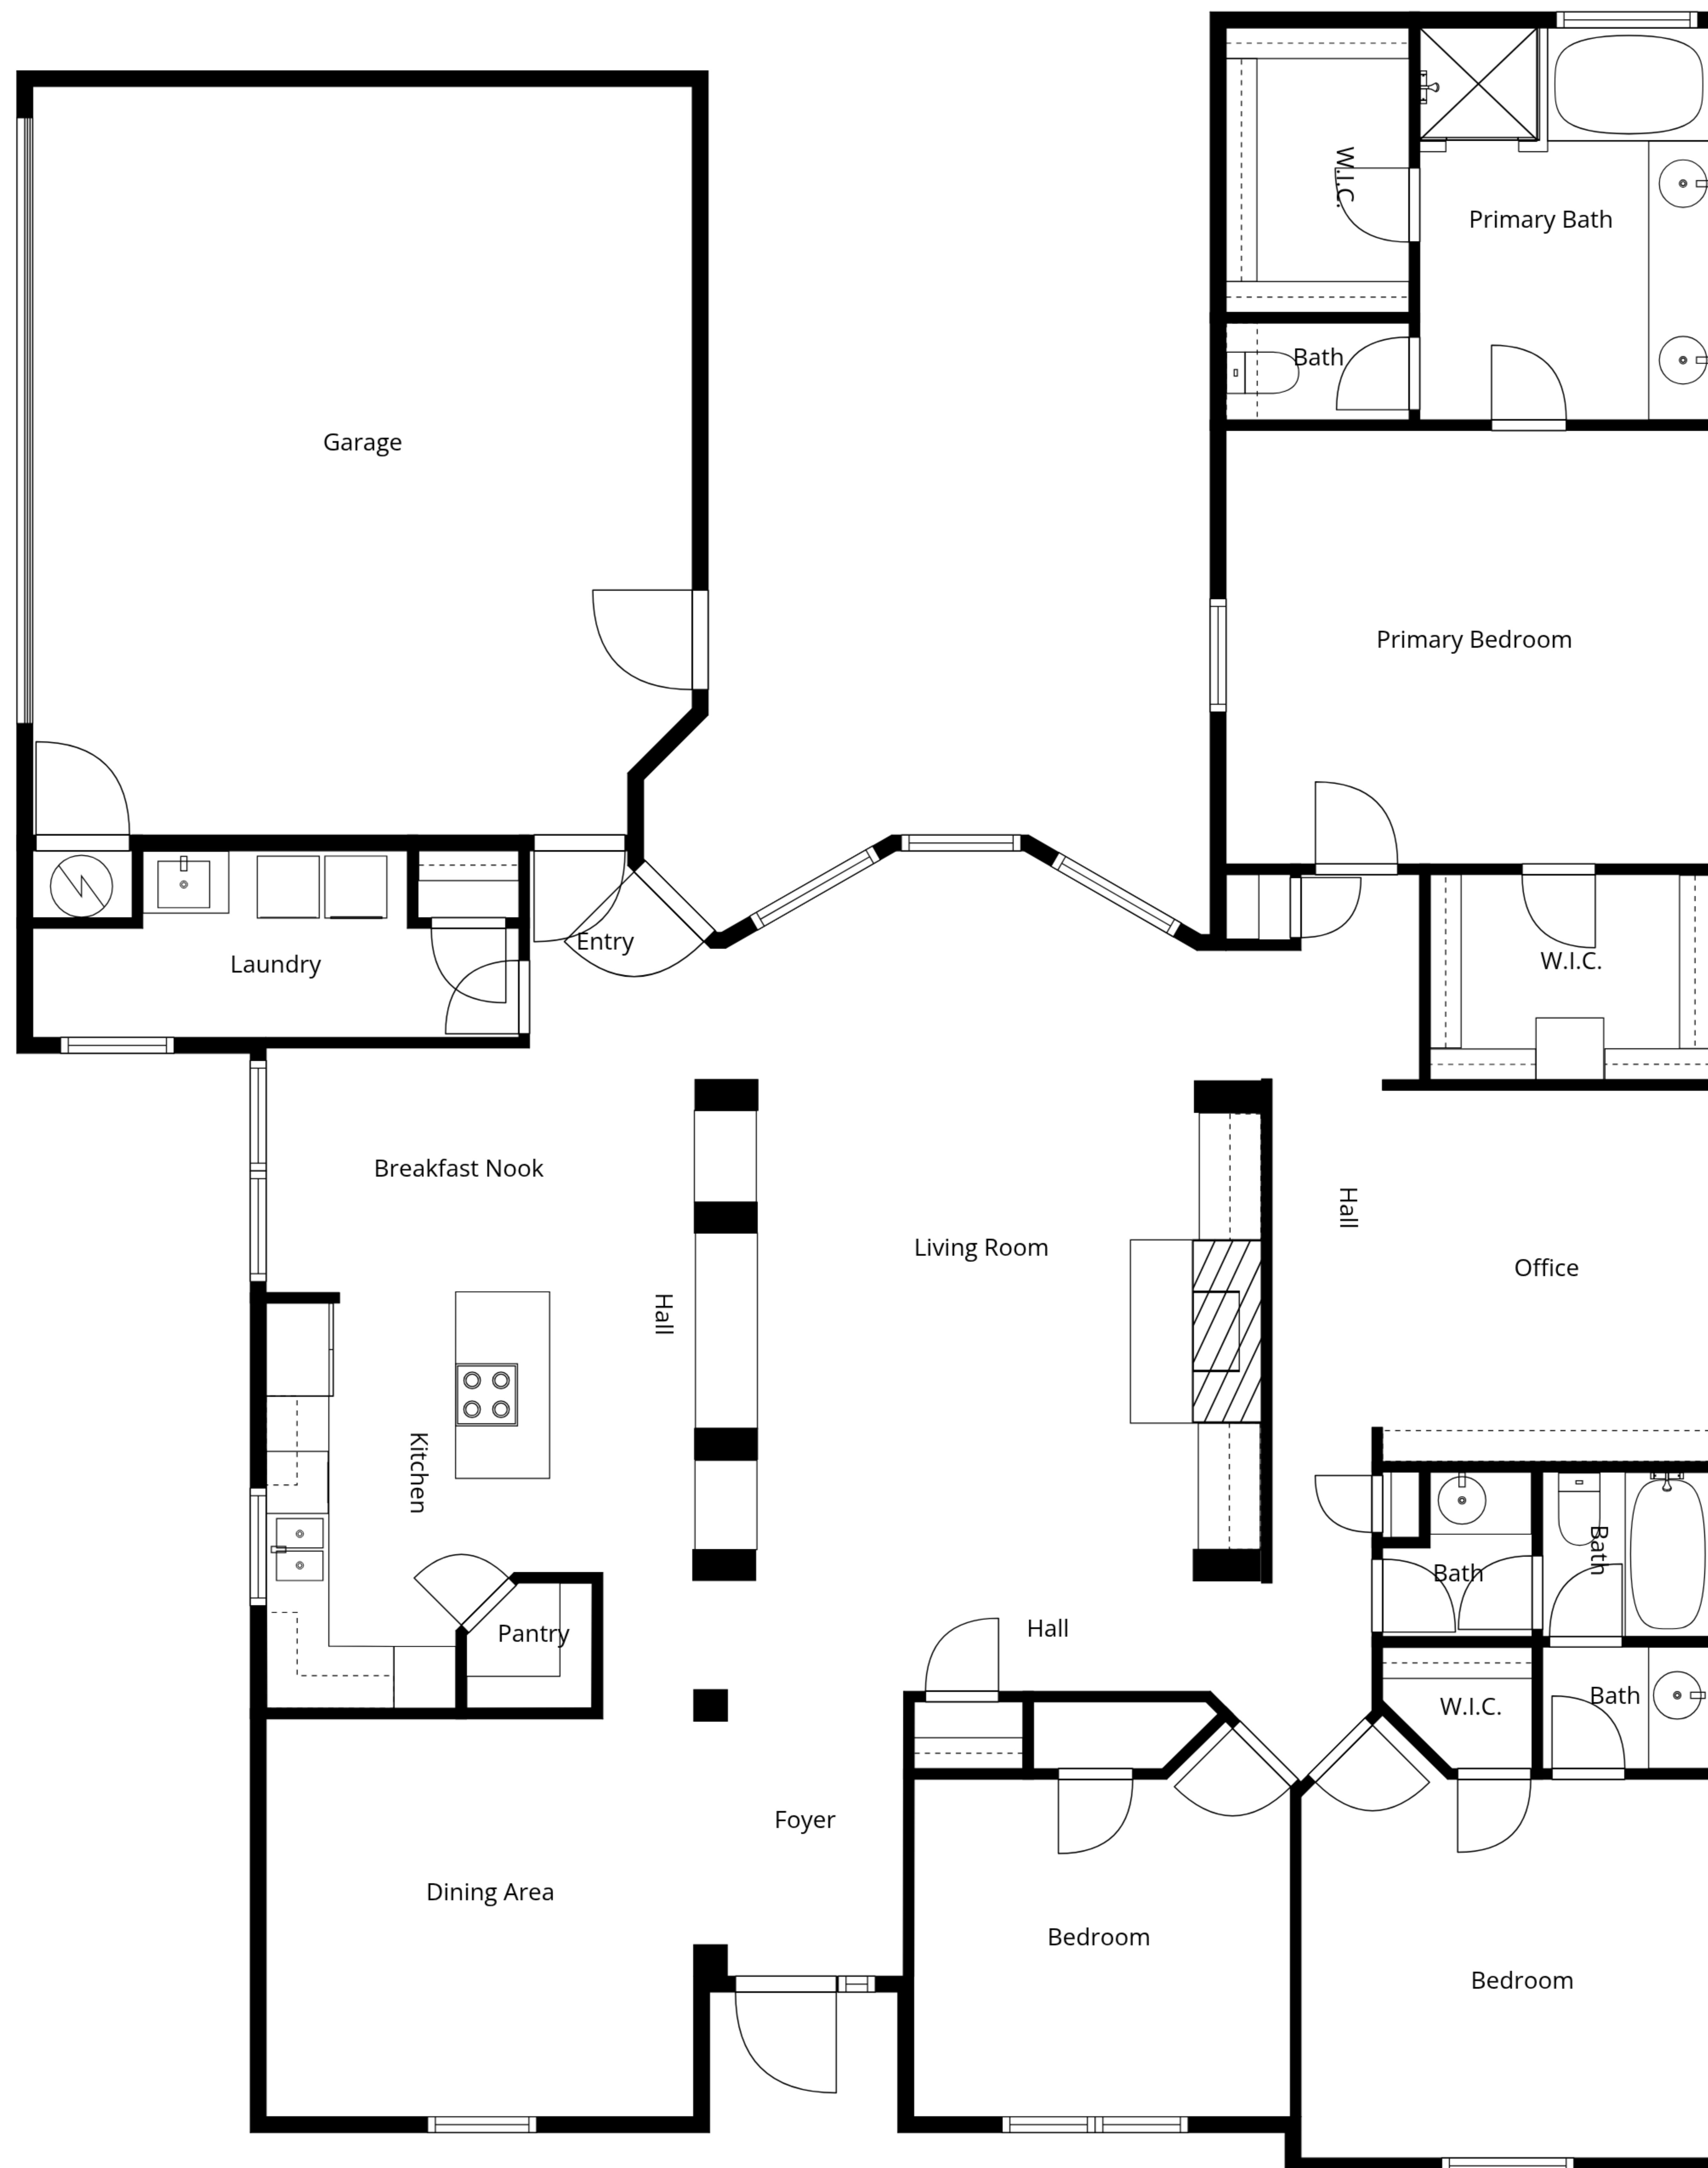 W.I.C.
Primary Bath
Bath
Garage
Primary Bedroom
Entry
Laundry
W.I.C.
Breakfast Nook
Hall
Living Room
Office
Hall
Kitchen
Bath
Bath
Pantry
Hall
Bath
W.I.C.
Foyer
Dining Area
Bedroom
Bedroom